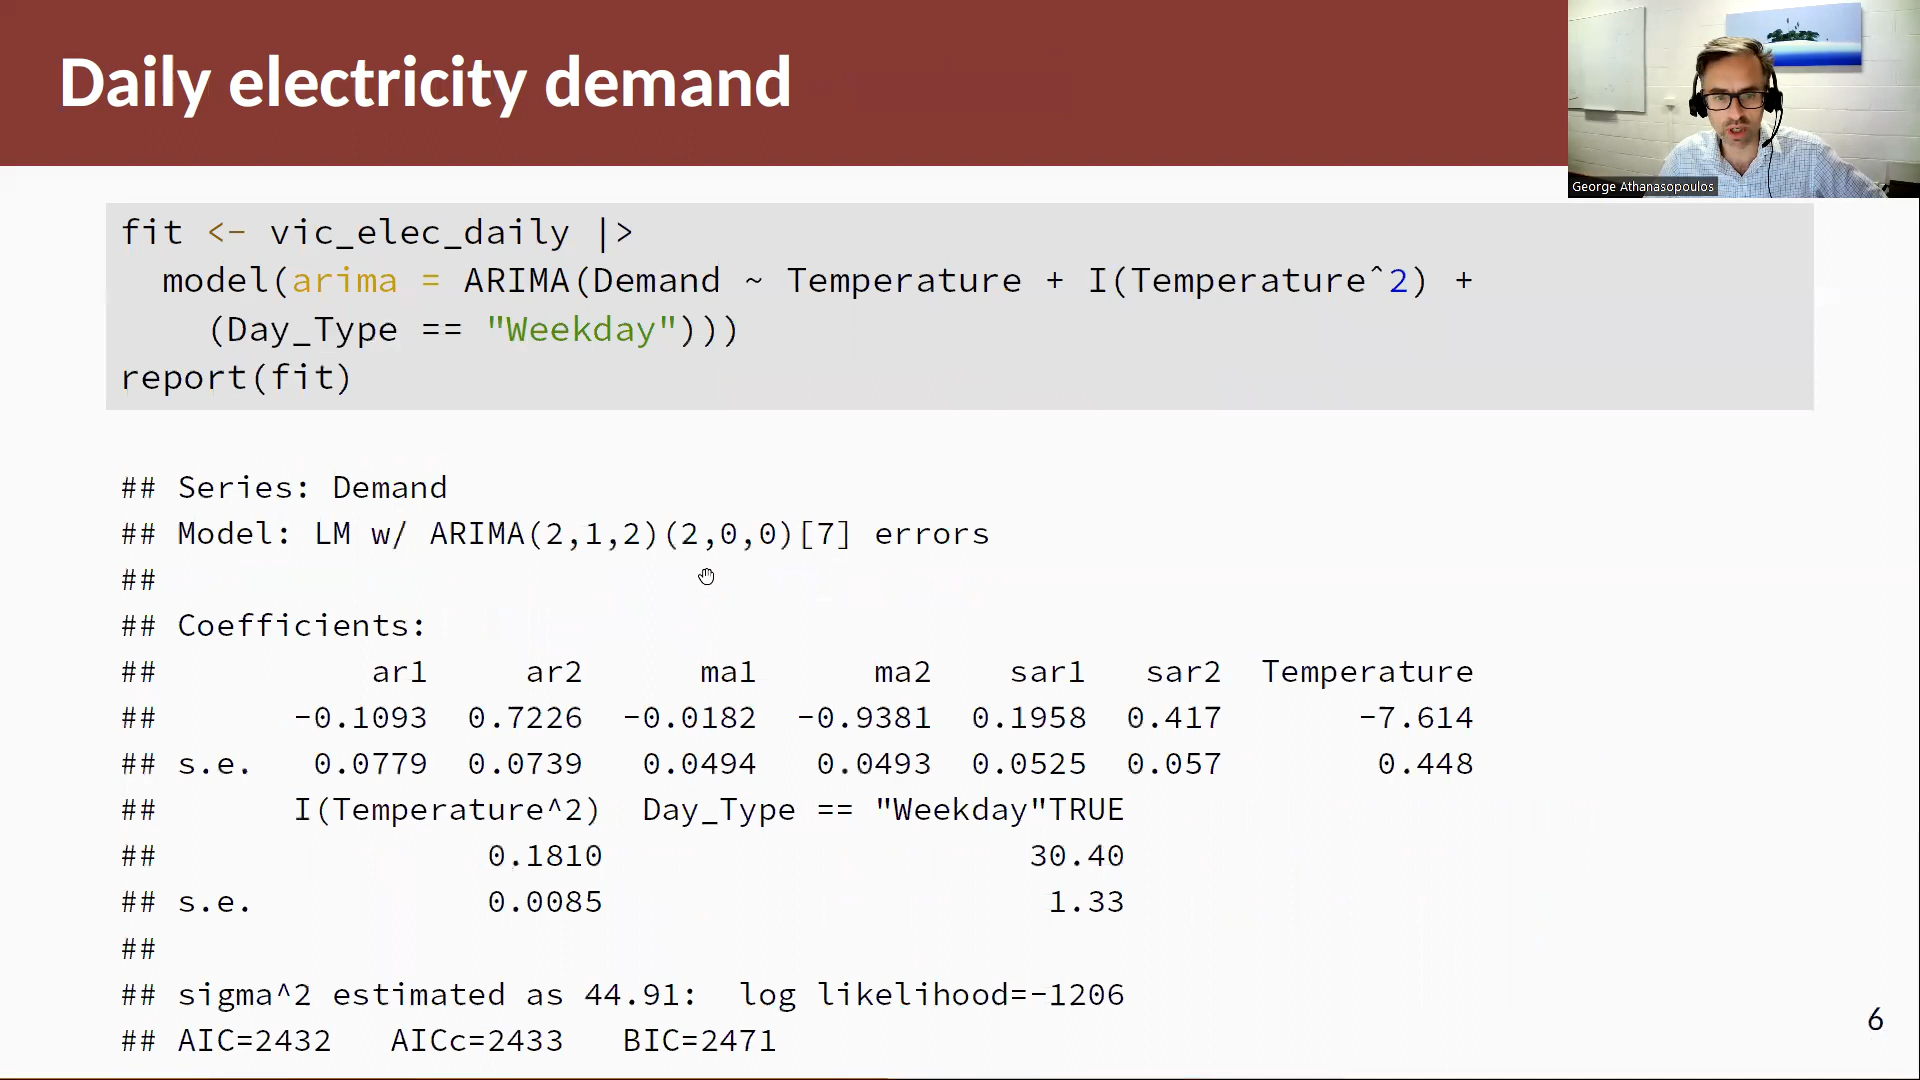 Daily electricity demand
George Athanasopoulos
fit <- vic_elec_daily |>
  model(arima = ARIMA(Demand ~ Temperature + I(Temperatureˆ2) +
    (Day_Type == "Weekday")))
report(fit)
## Series: Demand
## Model: LM w/ ARIMA(2,1,2)(2,0,0)[7] errors
##
## Coefficients:
##           ar1     ar2      ma1      ma2    sar1   sar2  Temperature
##       -0.1093  0.7226  -0.0182  -0.9381  0.1958  0.417       -7.614
## s.e.   0.0779  0.0739   0.0494   0.0493  0.0525  0.057        0.448
##       I(Temperature^2)  Day_Type == "Weekday"TRUE
##                 0.1810                      30.40
## s.e.            0.0085                       1.33
##
## sigma^2 estimated as 44.91:  log likelihood=-1206
## AIC=2432   AICc=2433   BIC=2471
6